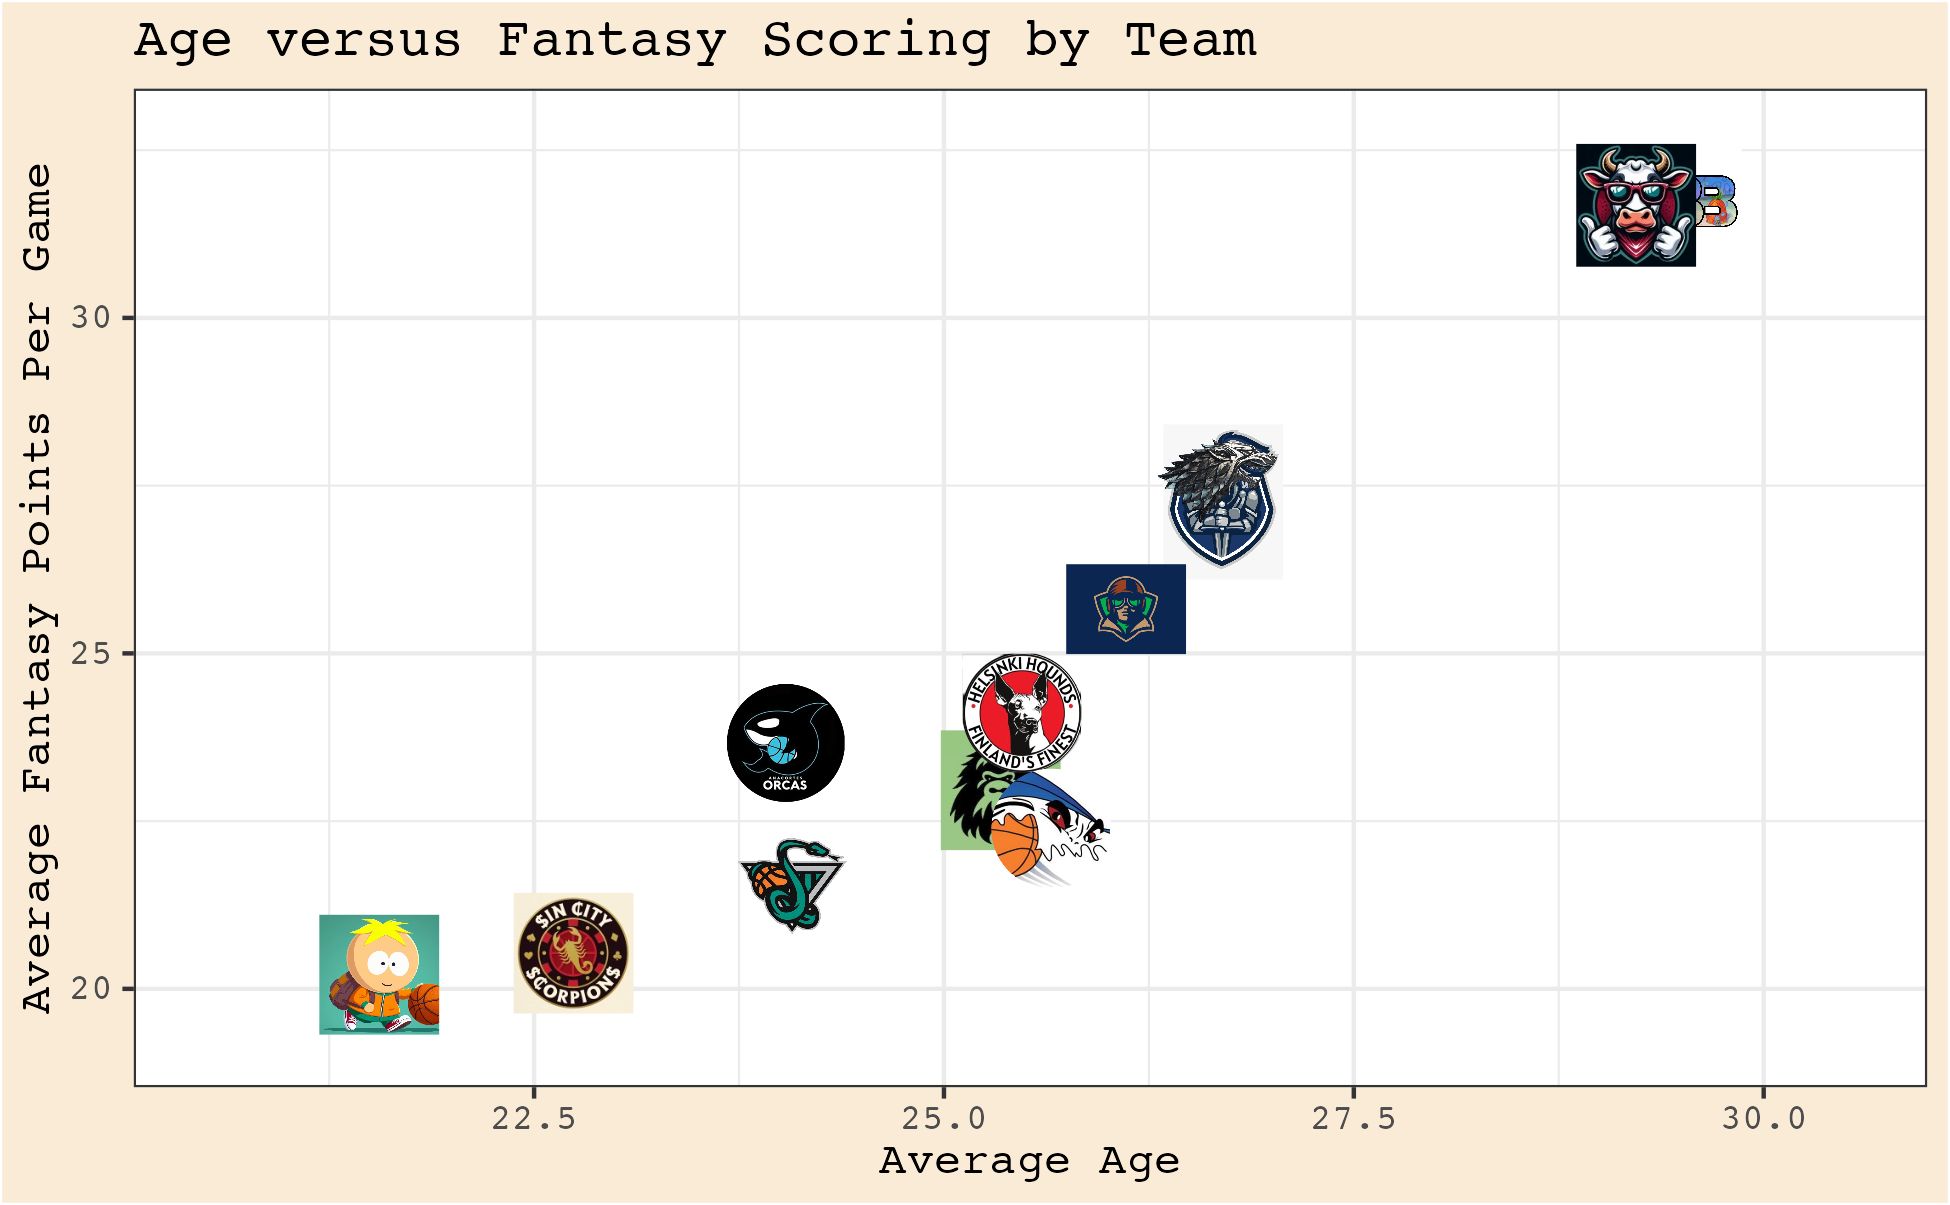 Age versus Fantasy Scoring by Team
Average Fantasy Points Per Game
30
25
20
B
HELSINKI HOUNDS
FINLAND'S FINEST
ANACORTES
ORCAS
SIN CITY
SCORPIONS
22.5
25.0
27.5
30.0
Average Age